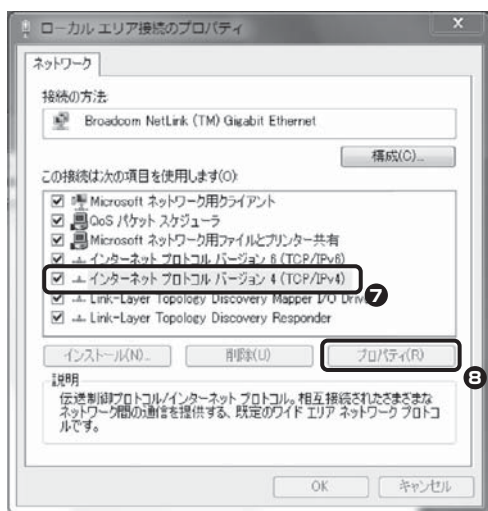 ローカル エリア接続のプロパティ
x
ネットワーク
接続の方法:
Broadcom NetLink (TM) Gigabit Ethernet
構成(C)...
この接続は次の項目を使用します(O):
Microsoft ネットワーク用クライアント
QoS パケット スケジューラ
Microsoft ネットワーク用ファイルとプリンター共有
インターネット プロトコル バージョン 6 (TCP/IPv6)
インターネット プロトコル バージョン 4 (TCP/IPv4)
❼
Link-Layer Topology Discovery Mapper I/O Driv
Link-Layer Topology Discovery Responder
インストール(N)...
削除(U)
プロパティ(R)
❽
説明
伝送制御プロトコル/インターネット プロトコル。相互接続されたさまざまな
ネットワーク間の通信を提供する、既定のワイド エリア ネットワーク プロトコ
ルです。
OK
キャンセル